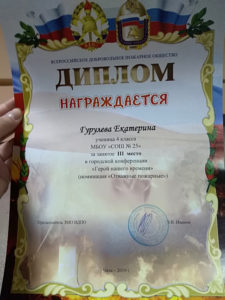 ВСЕРОССИЙСКОЕ ДОБРОВОЛЬНОЕ ПОЖАРНОЕ ОБЩЕСТВО
ДИПЛОМ
НАГРАЖДАЕТСЯ
Гурулева Екатерина
ученица 4 класса
МБОУ «СОШ № 25»
за занятое III место
в городской конференции
«Герой нашего времени»
(номинация «Отважные пожарные»)